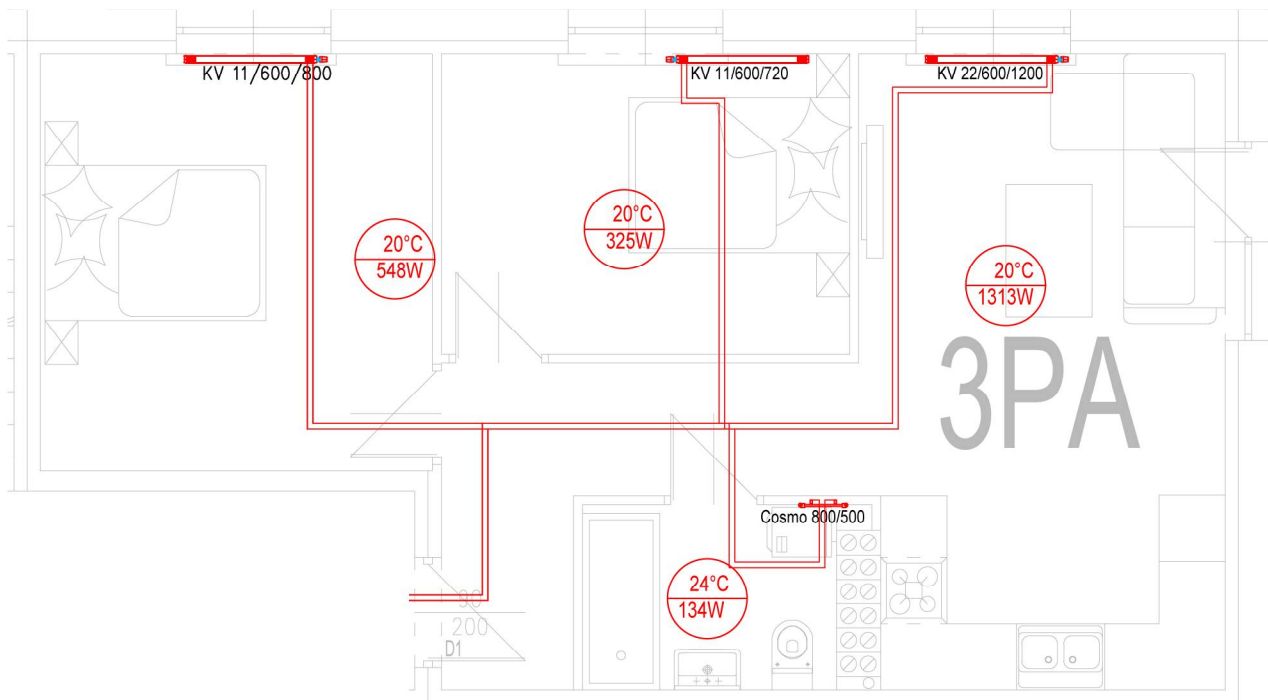 KV 11/600/800
KV 11/600/720
KV 22/600/1200
20°C
548W
20°C
325W
20°C
1313W
3PA
Cosmo 800/500
24°C
134W
90
200
D1